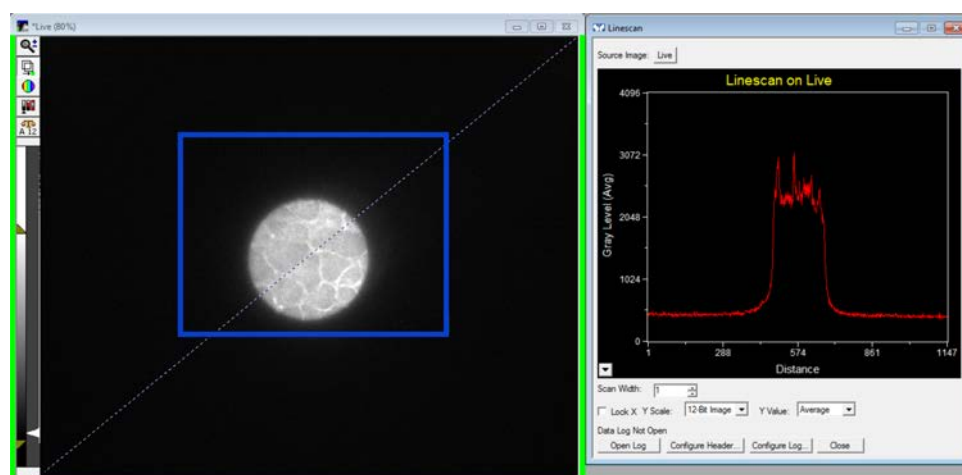 *Live (80%)
A 12
Linescan
Source Image: Live
Linescan on Live
4096
3072
2048
1024
0
Gray Level (Avg)
1 288 574 861 1147
Distance
Scan Width: 1
Lock X Y Scale: 12-Bit Image Y Value: Average
Data Log Not Open
Open Log Configure Header... Configure Log... Close